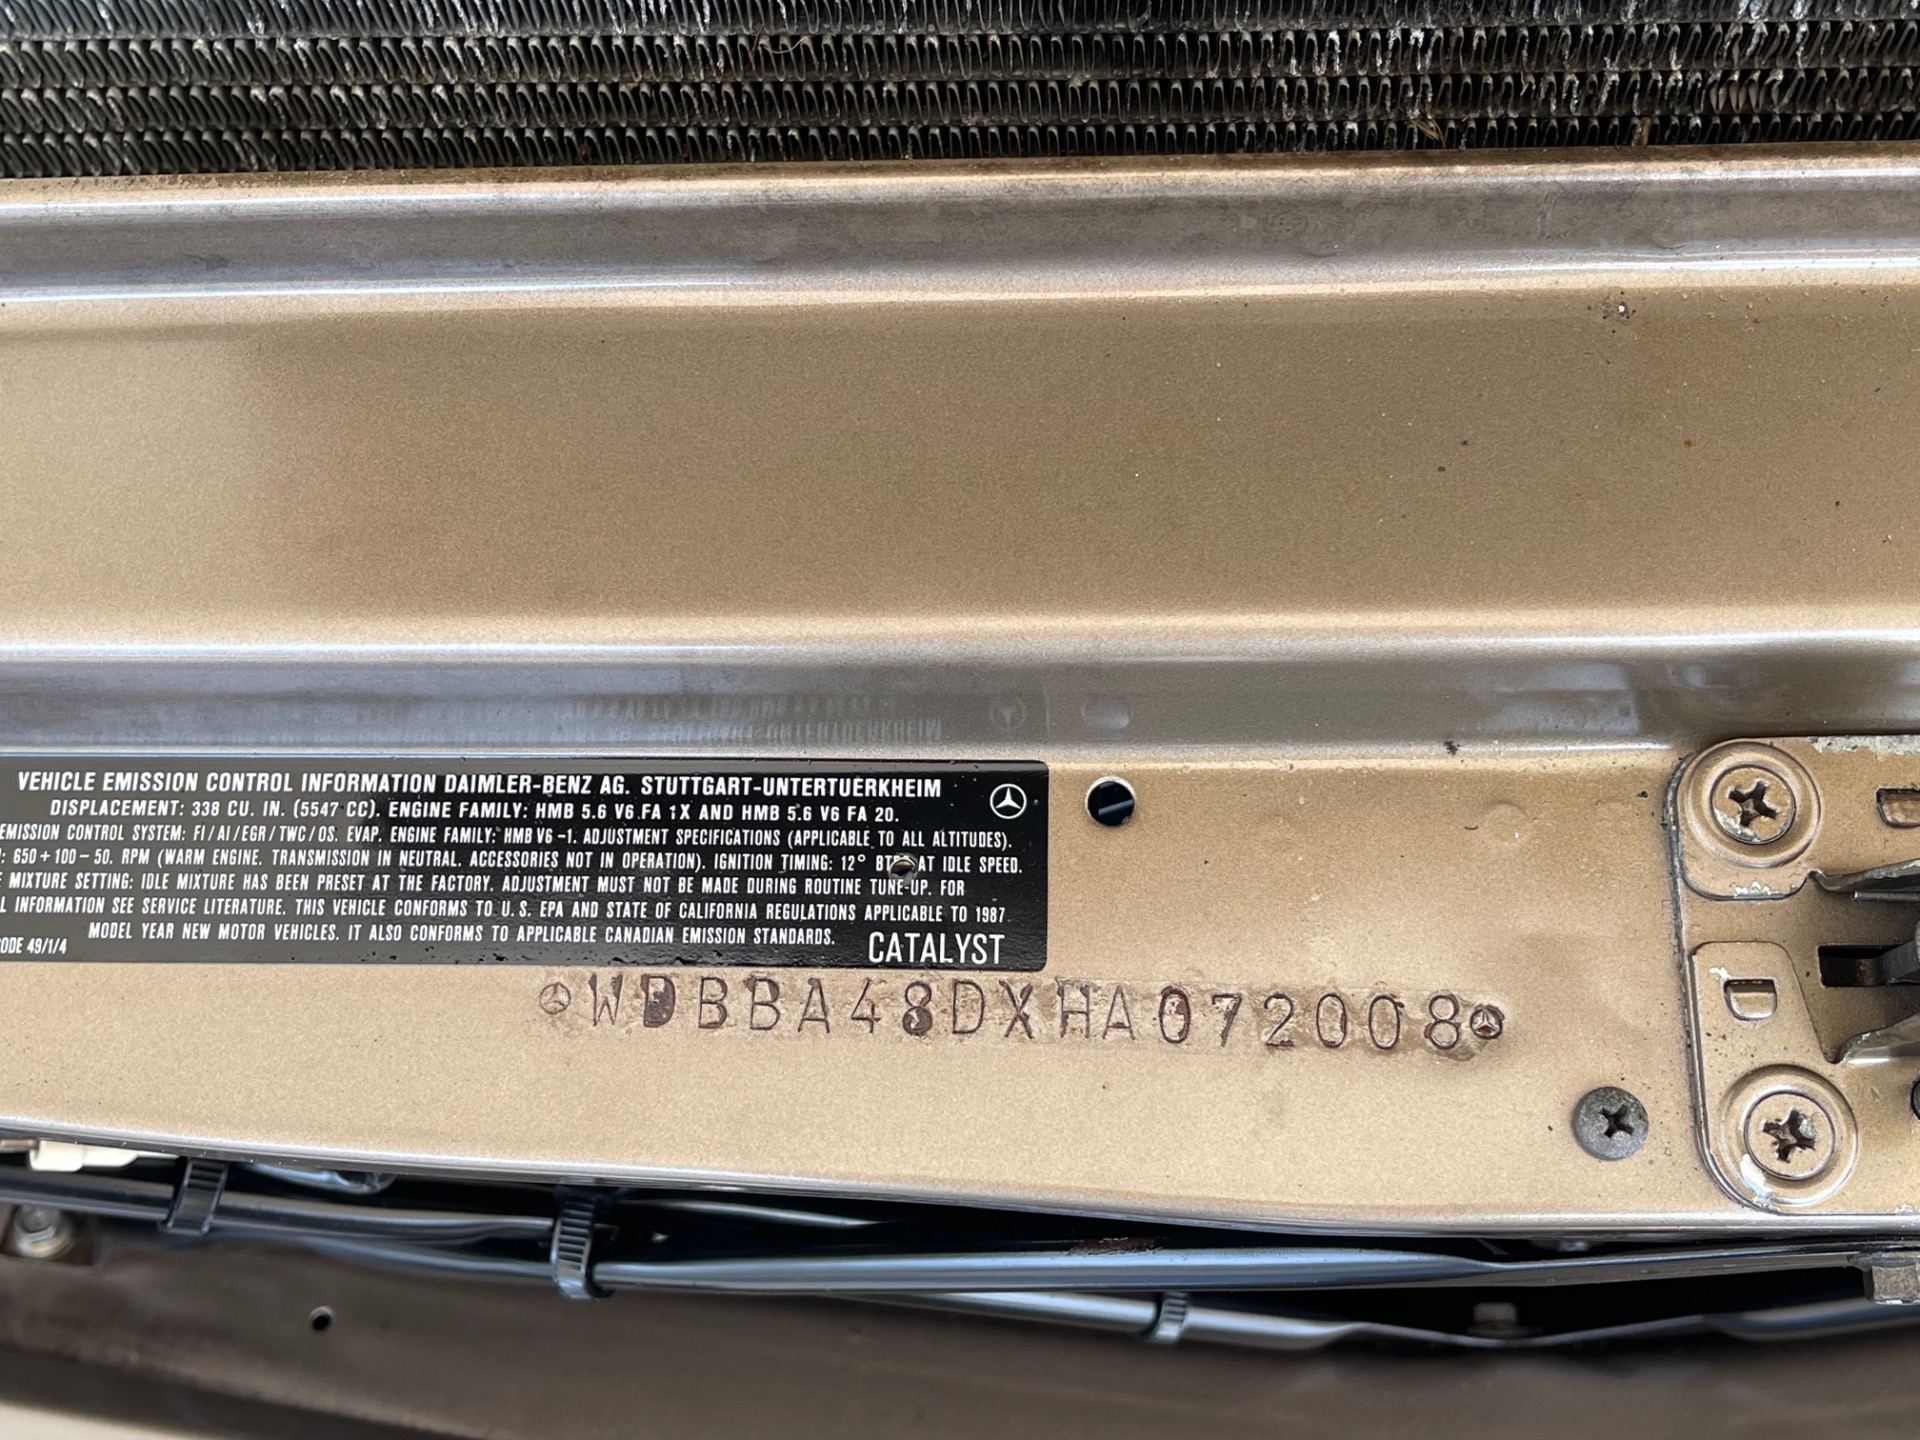 VEHICLE EMISSION CONTROL INFORMATION DAIMLER-BENZ AG. STUTTGART-UNTERTUERKHEIM
DISPLACEMENT: 338 CU. IN. (5547 CC). ENGINE FAMILY: HMB 5.6 V6 FA 1X AND HMB 5.6 V6 FA 20.
EMISSION CONTROL SYSTEM: FI/AI/EGR/TWC/OS. EVAP. ENGINE FAMILY: HMB V6-1. ADJUSTMENT SPECIFICATIONS (APPLICABLE TO ALL ALTITUDES).
: 650+100-50. RPM (WARM ENGINE. TRANSMISSION IN NEUTRAL. ACCESSORIES NOT IN OPERATION). IGNITION TIMING: 12° AT IDLE SPEED.
MIXTURE SETTING: IDLE MIXTURE HAS BEEN PRESET AT THE FACTORY. ADJUSTMENT MUST NOT BE MADE DURING ROUTINE TUNE-UP. FOR
INFORMATION SEE SERVICE LITERATURE. THIS VEHICLE CONFORMS TO U.S. EPA AND STATE OF CALIFORNIA REGULATIONS APPLICABLE TO 1987
MODEL YEAR NEW MOTOR VEHICLES. IT ALSO CONFORMS TO APPLICABLE CANADIAN EMISSION STANDARDS.
49/1/4
CATALYST
WDBBA48DXHA072008